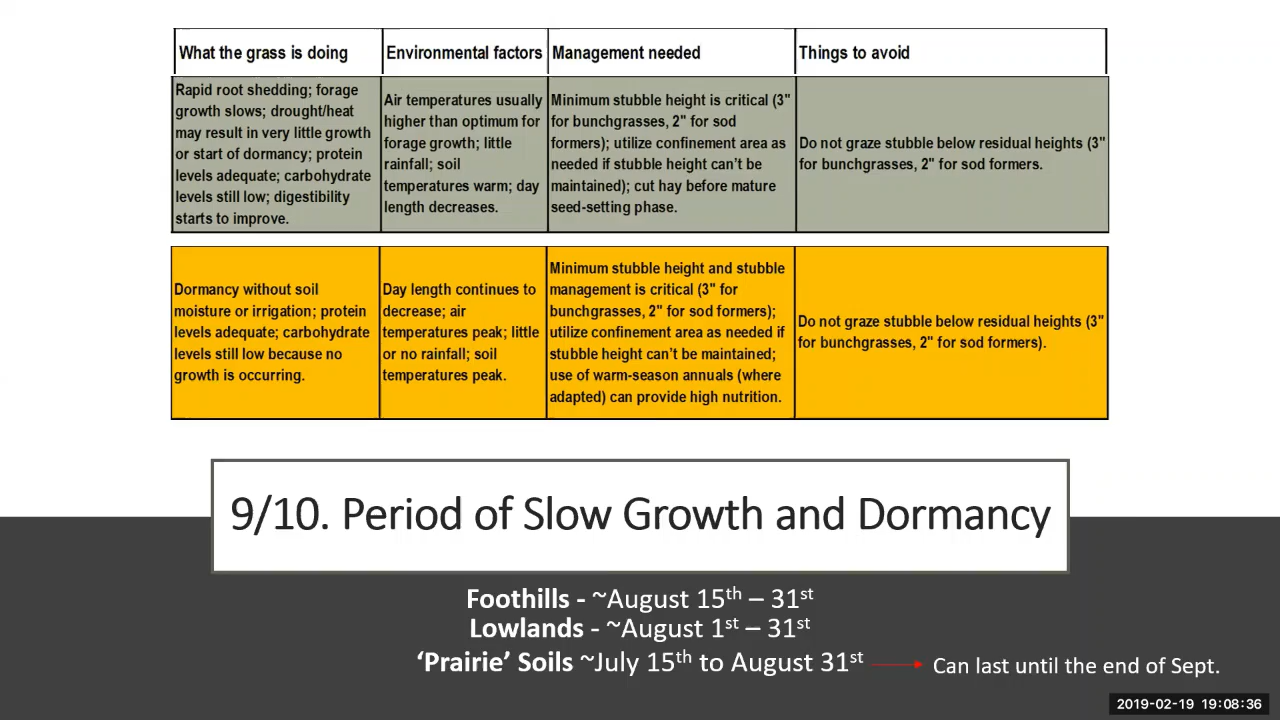 What the grass is doing
Environmental factors
Management needed
Things to avoid
Rapid root shedding; forage
growth slows; drought/heat
may result in very little growth
or start of dormancy; protein
levels adequate; carbohydrate
levels still low; digestibility
starts to improve.
Air temperatures usually
higher than optimum for
forage growth; little
rainfall; soil
temperatures warm; day
length decreases.
Minimum stubble height is critical (3"
for bunchgrasses, 2" for sod
formers); utilize confinement area as
needed if stubble height can't be
maintained); cut hay before mature
seed-setting phase.
Do not graze stubble below residual heights (3"
for bunchgrasses, 2" for sod formers.
Dormancy without soil
moisture or irrigation; protein
levels adequate; carbohydrate
levels still low because no
growth is occurring.
Day length continues to
decrease; air
temperatures peak; little
or no rainfall; soil
temperatures peak.
Minimum stubble height and stubble
management is critical (3" for
bunchgrasses, 2" for sod formers);
utilize confinement area as needed if
stubble height can't be maintained;
use of warm-season annuals (where
adapted) can provide high nutrition.
Do not graze stubble below residual heights (3"
for bunchgrasses, 2" for sod formers).
9/10. Period of Slow Growth and Dormancy
Foothills - ~August 15th – 31st
Lowlands - ~August 1st – 31st
‘Prairie’ Soils ~July 15th to August 31st
Can last until the end of Sept.
2019-02-19 19:08:36